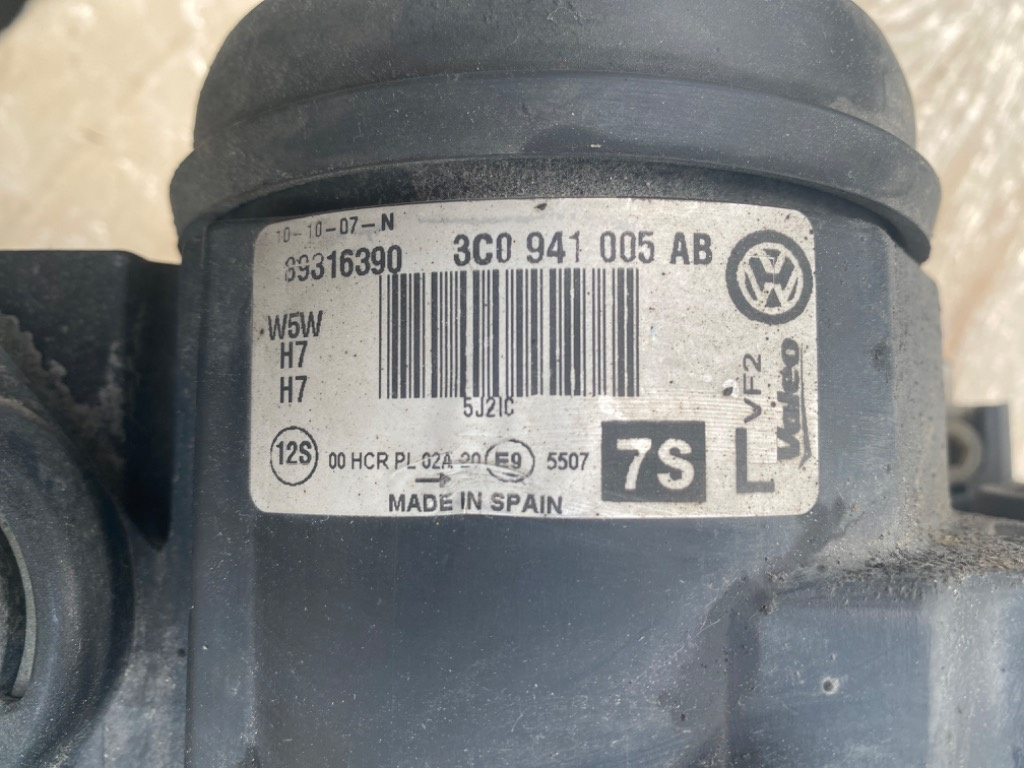 10-10-07-N
89316390 3C0 941 005 AB
W5W
H7
H7
5J2IC
12S 00 HCR PL 02A 20 E9 5507
7S
L
VF2
Valeo
MADE IN SPAIN